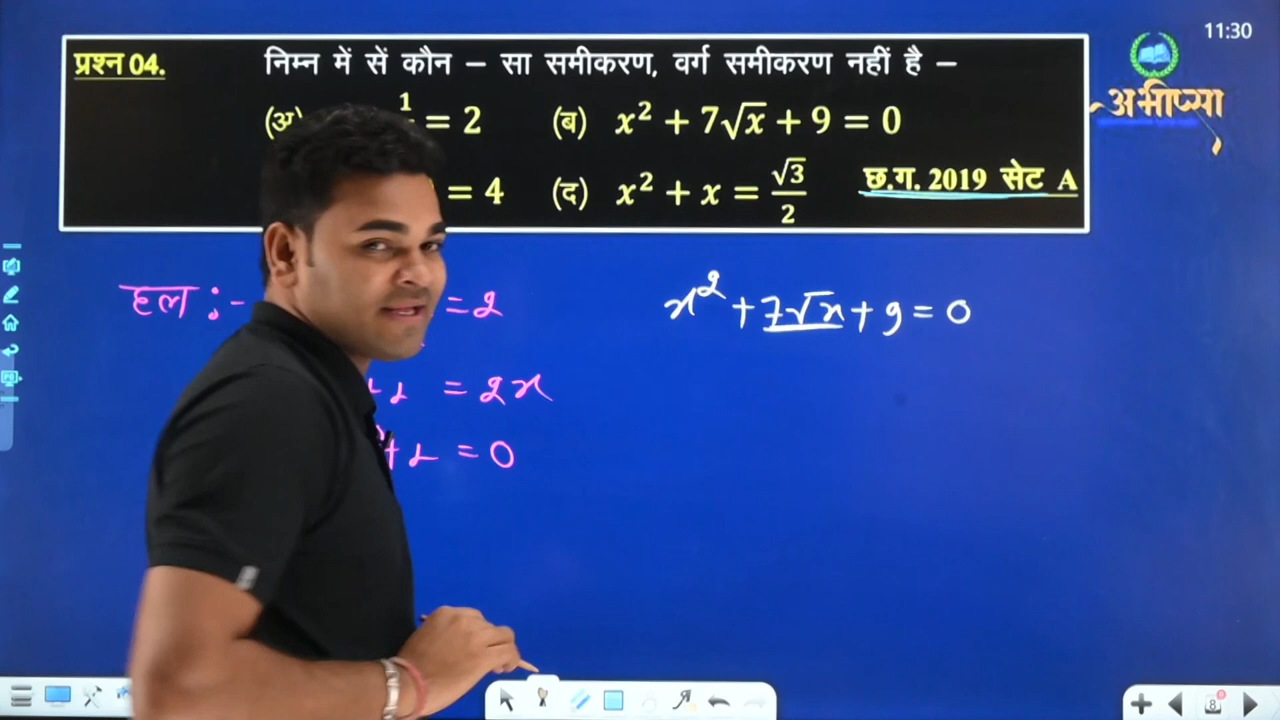 11:30
प्रश्न 04. निम्न में सें कौन – सा समीकरण, वर्ग समीकरण नहीं है –
(अ) 1 = 2 (ब) x² + 7√x + 9 = 0
= 4 (द) x² + x = √3/2 छ.ग. 2019 सेट A
अभीप्सा
हल :- = 2
x² + 7√x + 9 = 0
= 2x
= 0
8